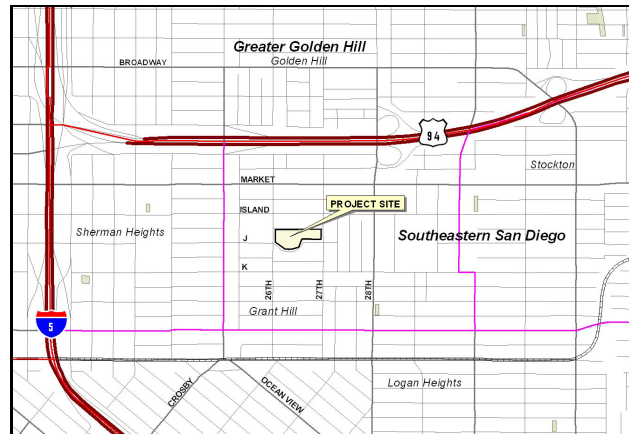 Greater Golden Hill
Golden Hill
BROADWAY
94
Stockton
MARKET
PROJECT SITE
ISLAND
Sherman Heights
J
Southeastern San Diego
K
26TH
27TH
28TH
Grant Hill
5
Logan Heights
CROSBY
OCEAN VIEW